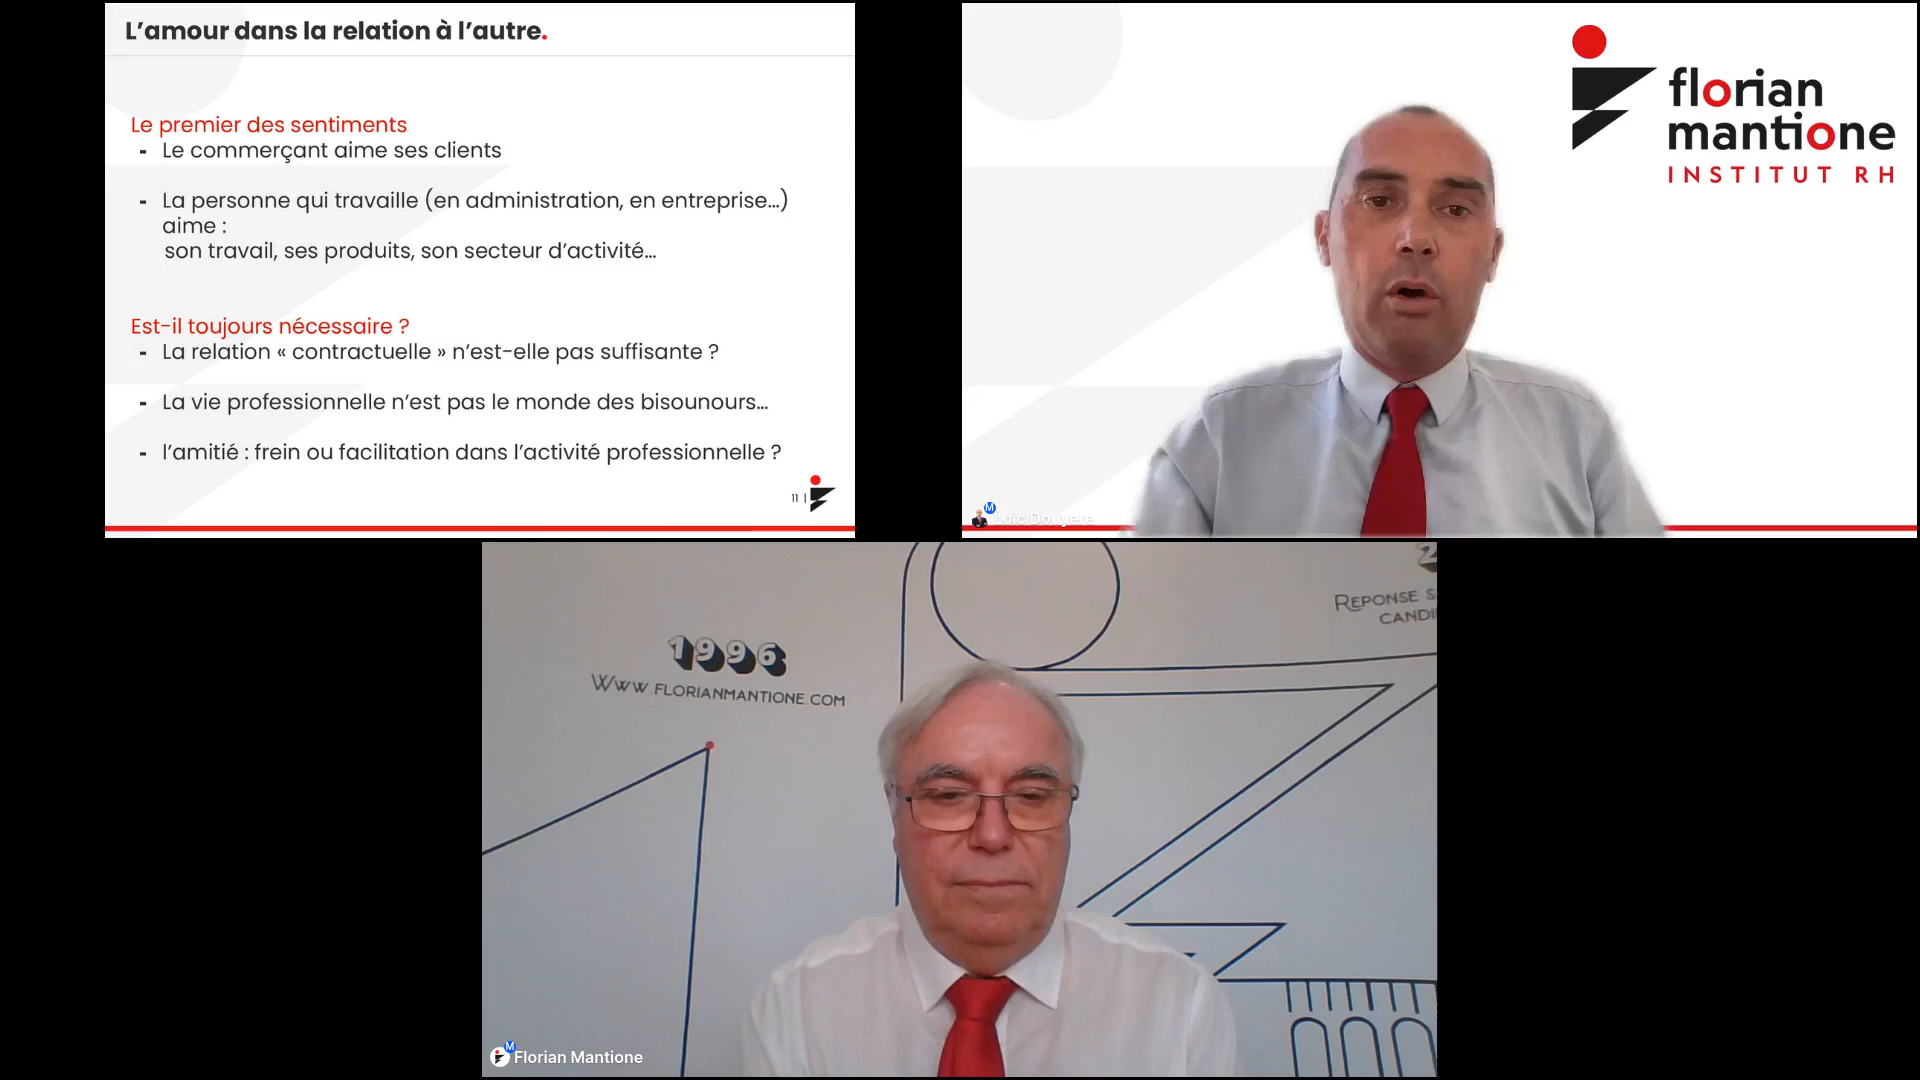 L’amour dans la relation à l’autre.
Le premier des sentiments
- Le commerçant aime ses clients
- La personne qui travaille (en administration, en entreprise...)
aime :
son travail, ses produits, son secteur d’activité...
Est-il toujours nécessaire ?
- La relation « contractuelle » n’est-elle pas suffisante ?
- La vie professionnelle n’est pas le monde des bisounours...
- l’amitié : frein ou facilitation dans l’activité professionnelle ?
11 |
florian
mantione
INSTITUT RH
M
1996
WWW.FLORIANMANTIONE.COM
REPONSE
M
Florian Mantione